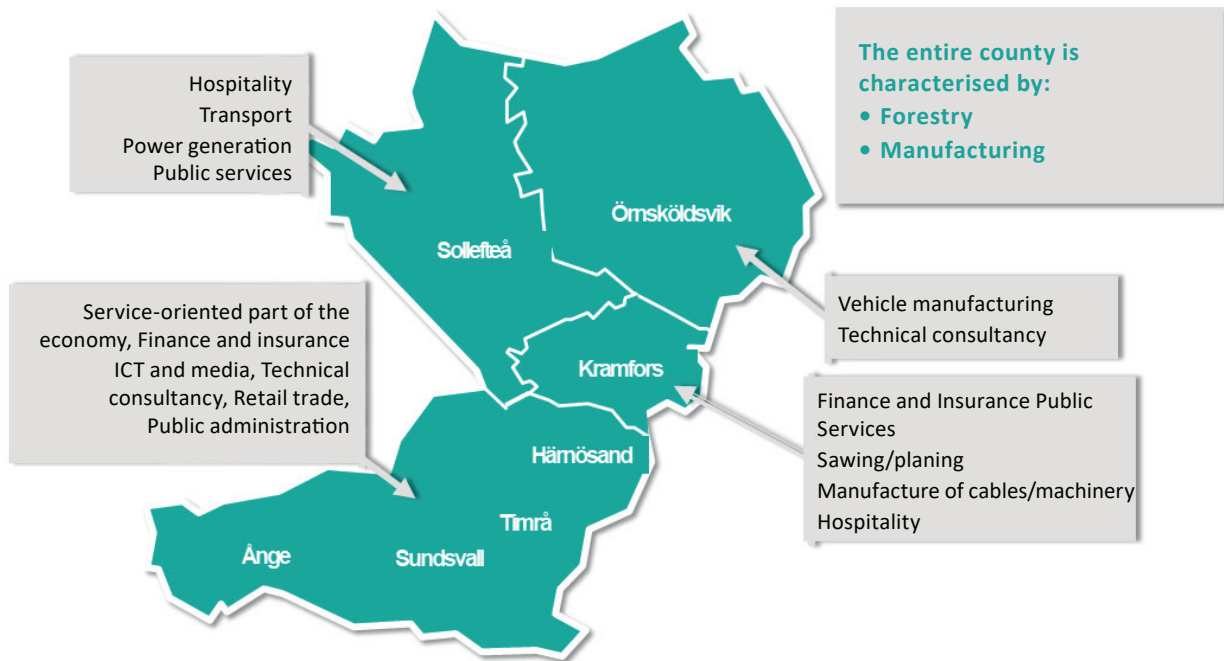 The entire county is
characterised by:
• Forestry
• Manufacturing
Hospitality
Transport
Power generation
Public services
Örnsköldsvik
Sollefteå
Vehicle manufacturing
Technical consultancy
Service-oriented part of the
economy, Finance and insurance
ICT and media, Technical
consultancy, Retail trade,
Public administration
Kramfors
Finance and Insurance Public
Services
Sawing/planing
Manufacture of cables/machinery
Hospitality
Härnösand
Timrå
Ånge
Sundsvall